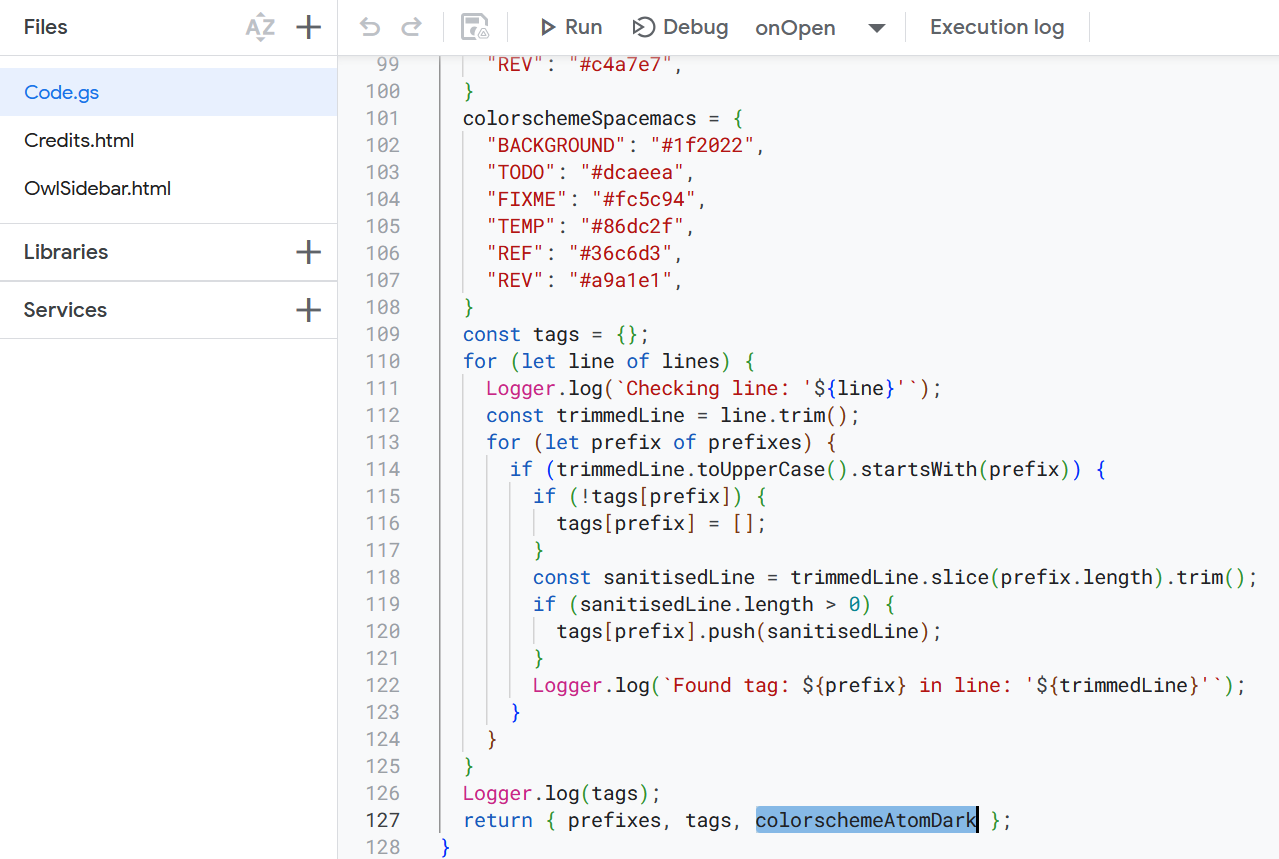 Files
AZ
Code.gs
Credits.html
OwlSidebar.html
Libraries
Services
Run Debug onOpen Execution log
99 "REV": "#c4a7e7",
100 }
101 colorschemeSpacemacs = {
102 "BACKGROUND": "#1f2022",
103 "TODO": "#dcaeea",
104 "FIXME": "#fc5c94",
105 "TEMP": "#86dc2f",
106 "REF": "#36c6d3",
107 "REV": "#a9a1e1",
108 }
109 const tags = {};
110 for (let line of lines) {
111 Logger.log(`Checking line: '${line}'`);
112 const trimmedLine = line.trim();
113 for (let prefix of prefixes) {
114 if (trimmedLine.toUpperCase().startsWith(prefix)) {
115 if (!tags[prefix]) {
116 tags[prefix] = [];
117 }
118 const sanitisedLine = trimmedLine.slice(prefix.length).trim();
119 if (sanitisedLine.length > 0) {
120 tags[prefix].push(sanitisedLine);
121 }
122 Logger.log(`Found tag: ${prefix} in line: '${trimmedLine}'`);
123 }
124 }
125 }
126 Logger.log(tags);
127 return { prefixes, tags, colorschemeAtomDark };
128 }